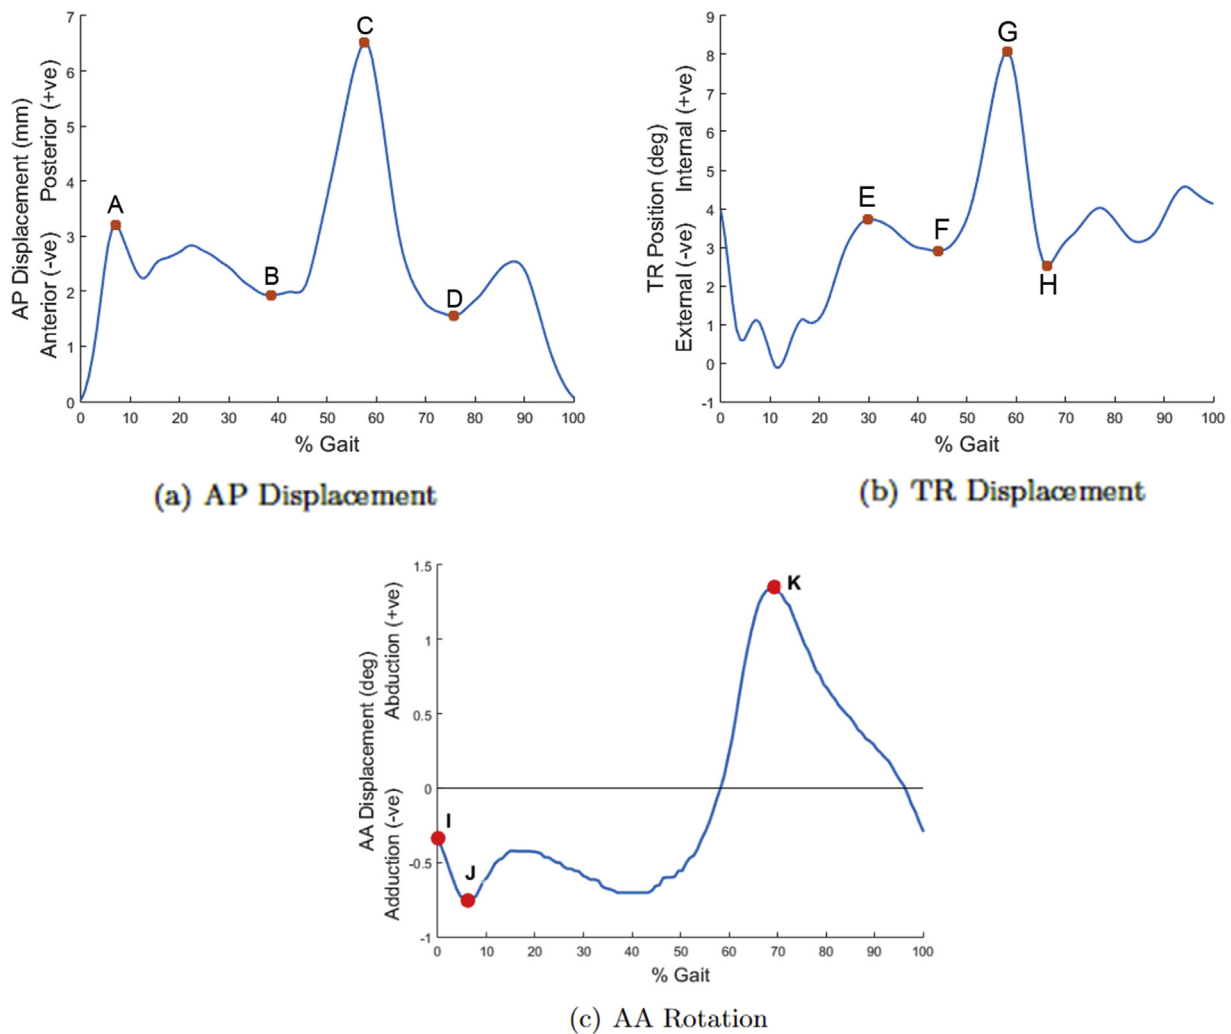 AP Displacement (mm)
Anterior (-ve) Posterior (+ve)
7
6
5
4
3
2
1
0
A
B
C
D
0 10 20 30 40 50 60 70 80 90 100
% Gait
(a) AP Displacement
TR Position (deg)
External (-ve) Internal (+ve)
9
8
7
6
5
4
3
2
1
0
-1
E
F
G
H
0 10 20 30 40 50 60 70 80 90 100
% Gait
(b) TR Displacement
AA Displacement (deg)
Adduction (-ve) Abduction (+ve)
1.5
1
0.5
0
-0.5
-1
I
J
K
0 10 20 30 40 50 60 70 80 90 100
% Gait
(c) AA Rotation